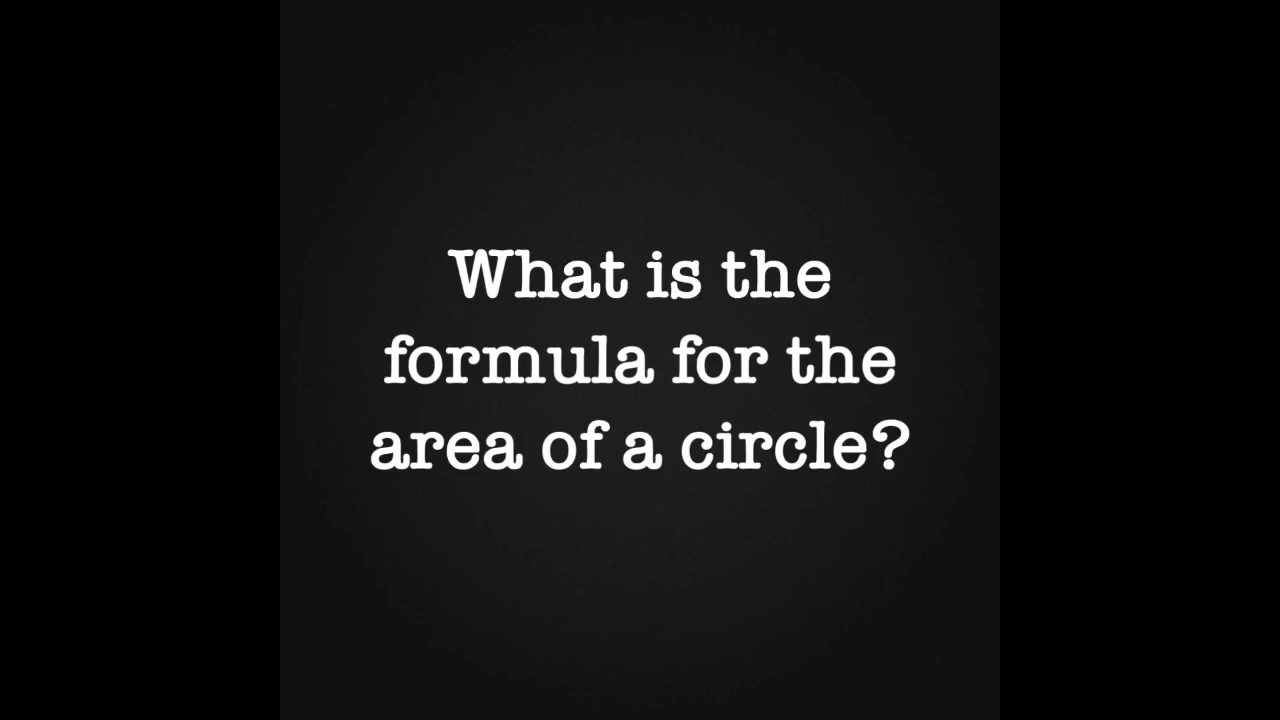 What is the
formula for the
area of a circle?